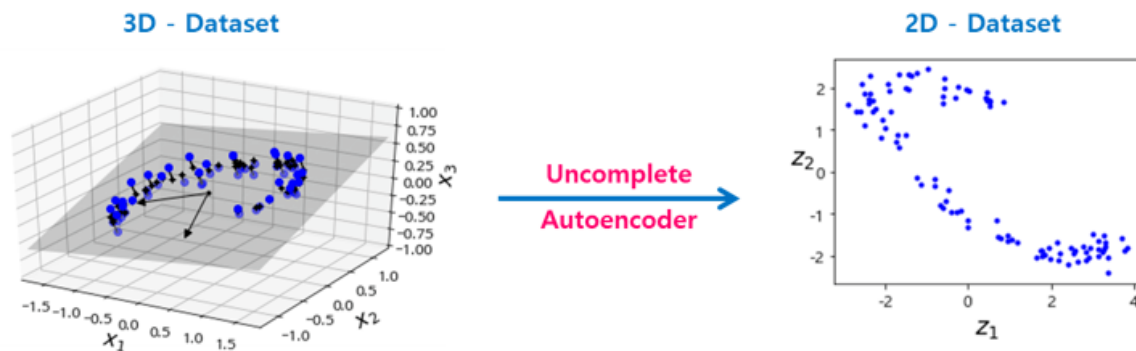 3D - Dataset
2D - Dataset
1.00
0.75
0.50
0.25
0.00
-0.25
-0.50
-0.75
-1.00
x3
-1.5 -1.0 -0.5 0.0 0.5 1.0 1.5
x1
-1.0 -0.5 0.0 0.5 1.0
x2
Uncomplete
Autoencoder
2
1
0
-1
-2
z2
-2 0 2 4
z1